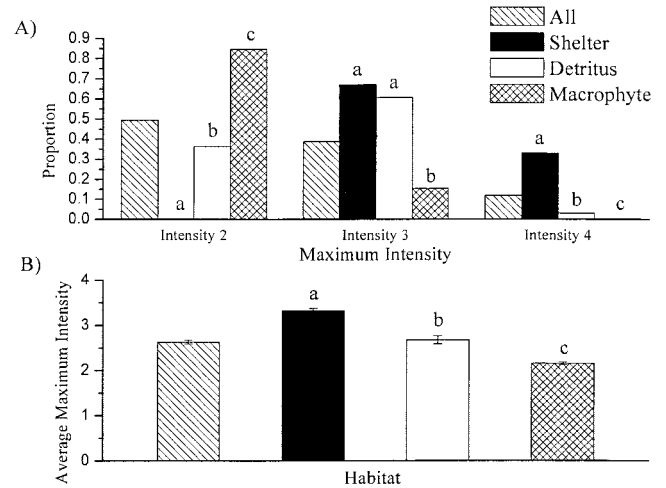 A)
All
Shelter
Detritus
Macrophyte
0.9
0.8
0.7
0.6
0.5
0.4
0.3
0.2
0.1
0.0
Proportion
a
b
c
a
a
b
a
b
c
Intensity 2
Intensity 3
Intensity 4
Maximum Intensity
B)
4
3
2
1
0
Average Maximum Intensity
a
b
c
Habitat